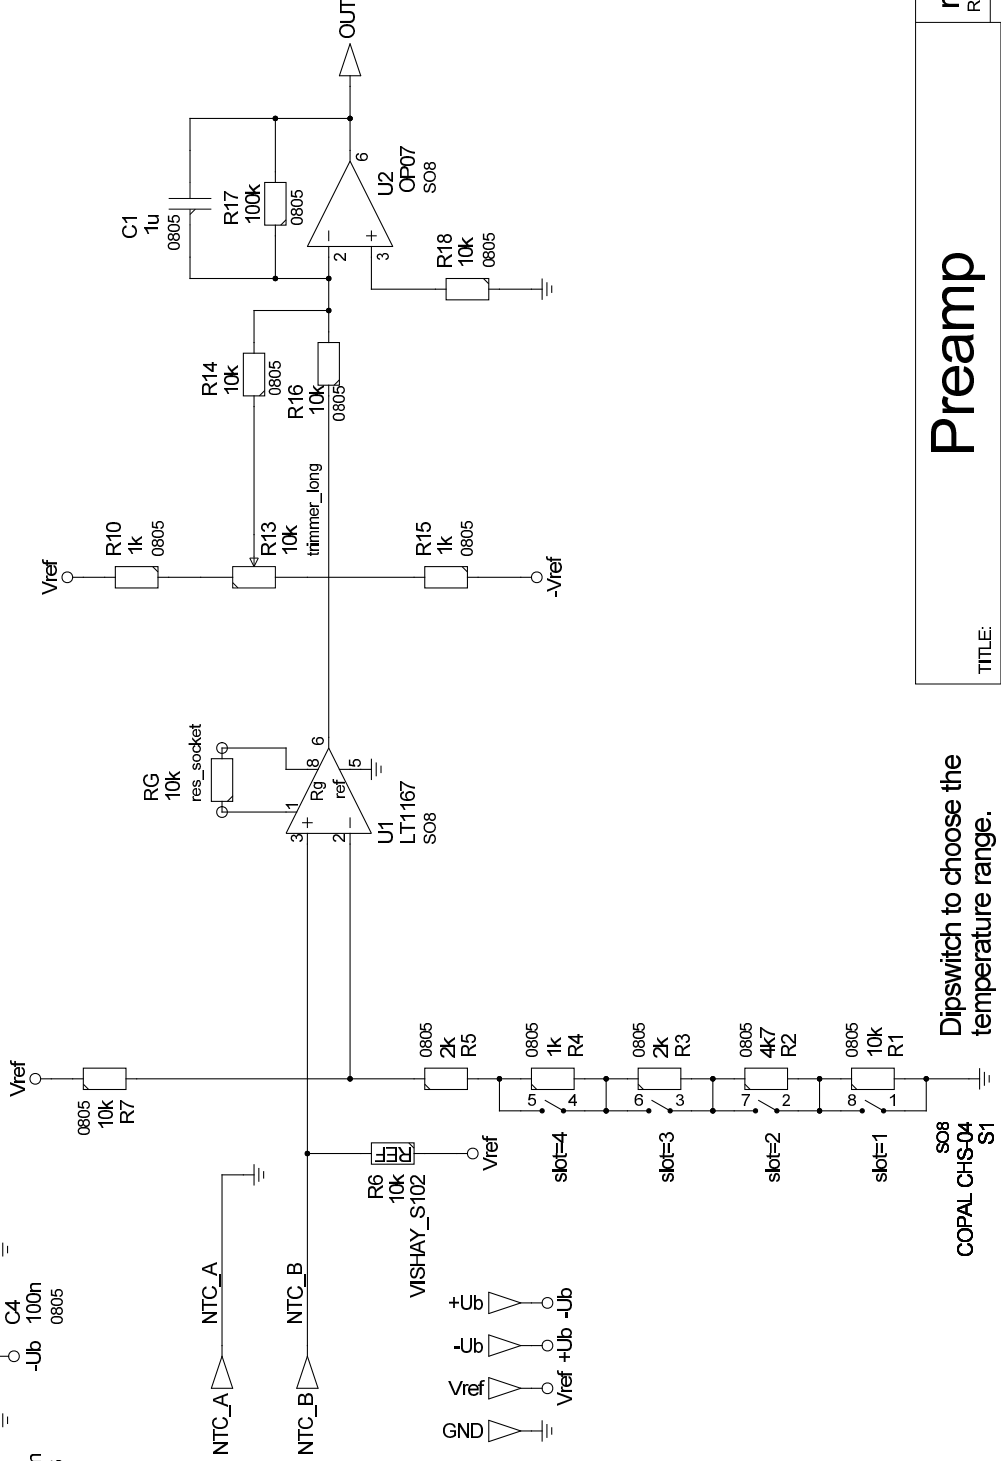 OUT
C1
1u
0805
R17
100k
0805
U2
OP07
SO8
2
3
6
R18
10k
0805
R14
10k
0805
R16
10k
0805
Vref
R10
1k
0805
R13
10k
trimmer_long
R15
1k
0805
-Vref
RG
10k
res_socket
1
8
Rg
ref
3
2
6
5
U1
LT1167
SO8
Vref
0805
10k
R7
0805
2k
R5
0805
1k
R4
5
4
slot=4
0805
2k
R3
6
3
slot=3
0805
4k7
R2
7
2
slot=2
0805
10k
R1
8
1
slot=1
SO8
COPAL CHS-04
S1
REF
R6
10k
VISHAY_S102
Vref
NTC_A
NTC_A
NTC_B
NTC_B
C4
100n
0805
-Ub
+Ub
-Ub
-Ub
+Ub
Vref
Vref
GND
Dipswitch to choose the
temperature range.
TITLE:
Preamp